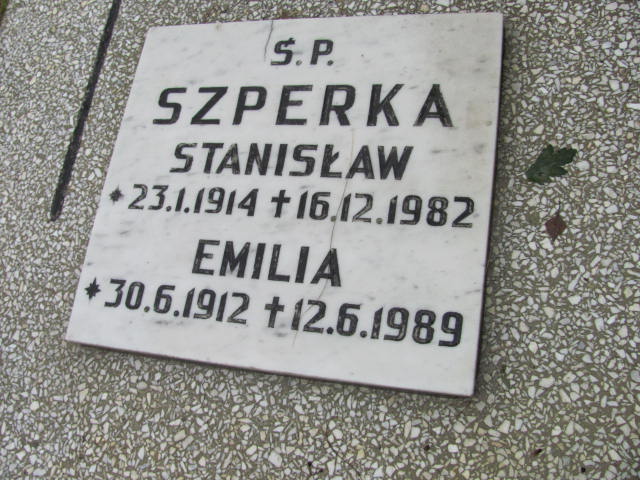 Ś.P.
SZPERKA
STANISŁAW
* 23.1.1914 † 16.12.1982
EMILIA
* 30.6.1912 † 12.6.1989